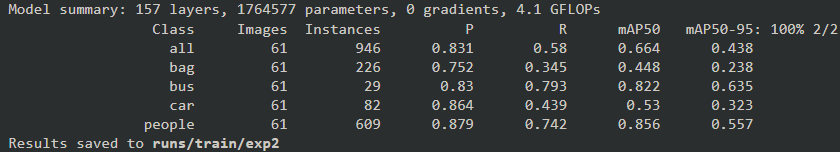 Model summary: 157 layers, 1764577 parameters, 0 gradients, 4.1 GFLOPs
Class Images Instances P R mAP50 mAP50-95: 100% 2/2
all 61 946 0.831 0.58 0.664 0.438
bag 61 226 0.752 0.345 0.448 0.238
bus 61 29 0.83 0.793 0.822 0.635
car 61 82 0.864 0.439 0.53 0.323
people 61 609 0.879 0.742 0.856 0.557
Results saved to runs/train/exp2